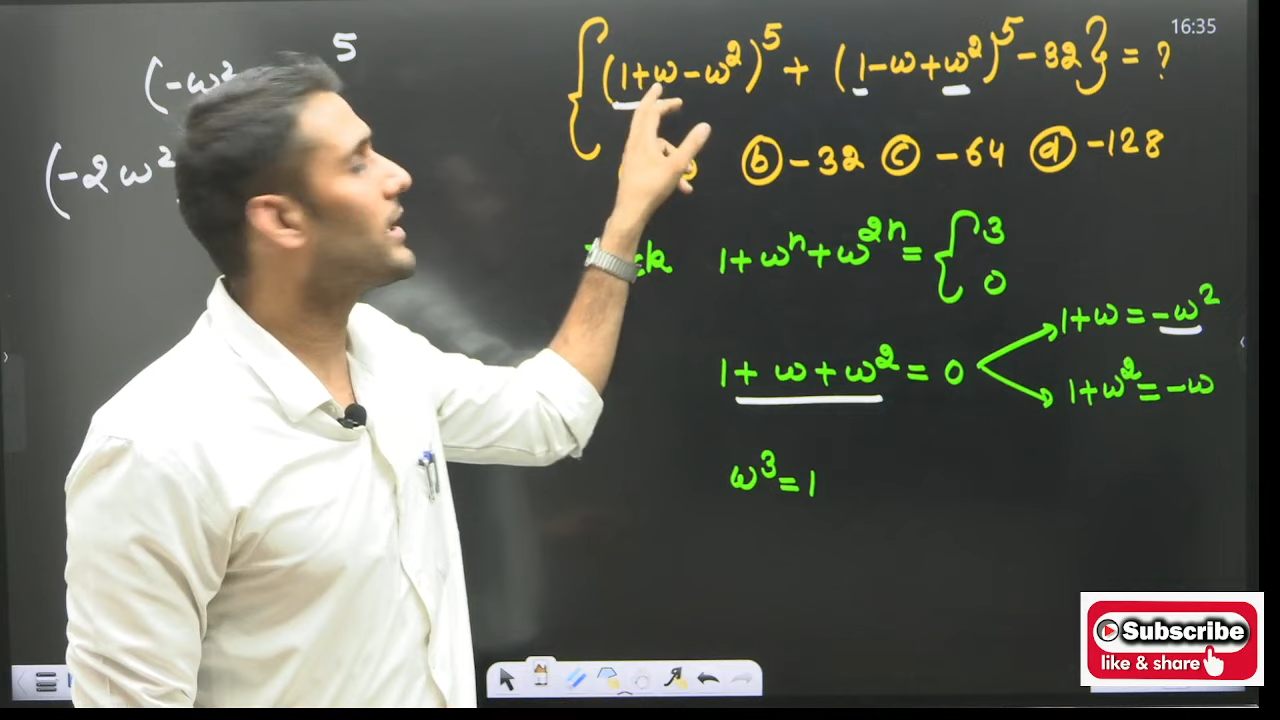 16:35
{(1+ω-ω²)⁵ + (1-ω+ω²)⁵ -32} = ?
(b) -32 (c) -64 (d) -128
(-ω² 5
(-2ω²
1+ωⁿ+ω²ⁿ = { 3
0
1+ω+ω² = 0
1+ω = -ω²
1+ω² = -ω
ω³ = 1
Subscribe
like & share